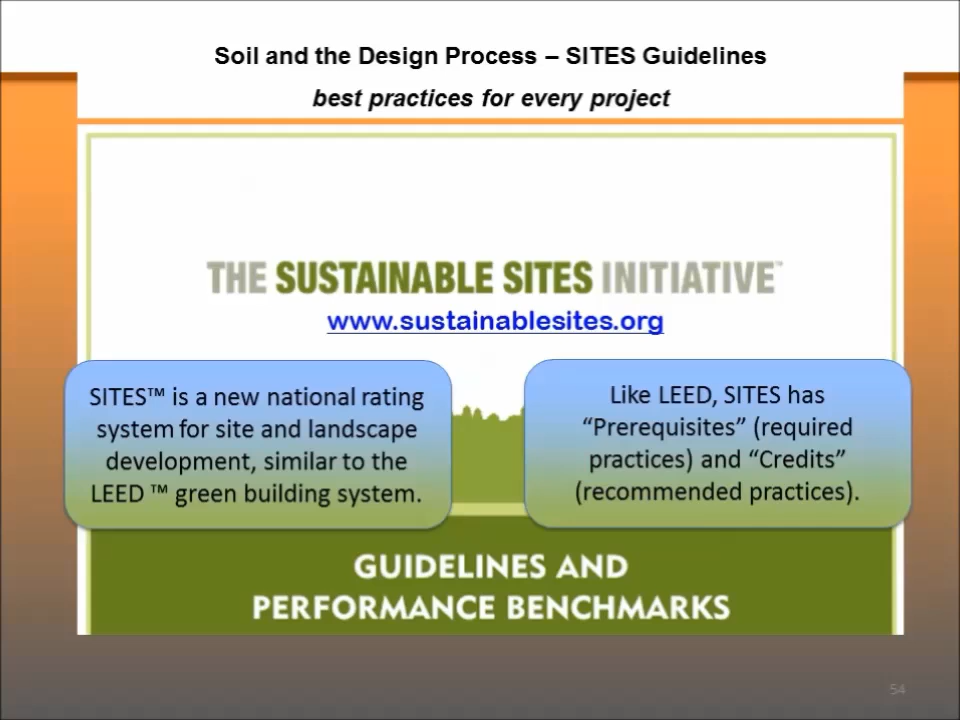 Soil and the Design Process – SITES Guidelines
best practices for every project
THE SUSTAINABLE SITES INITIATIVE™
www.sustainablesites.org
SITES™ is a new national rating
system for site and landscape
development, similar to the
LEED ™ green building system.
Like LEED, SITES has
“Prerequisites” (required
practices) and “Credits”
(recommended practices).
GUIDELINES AND
PERFORMANCE BENCHMARKS
54